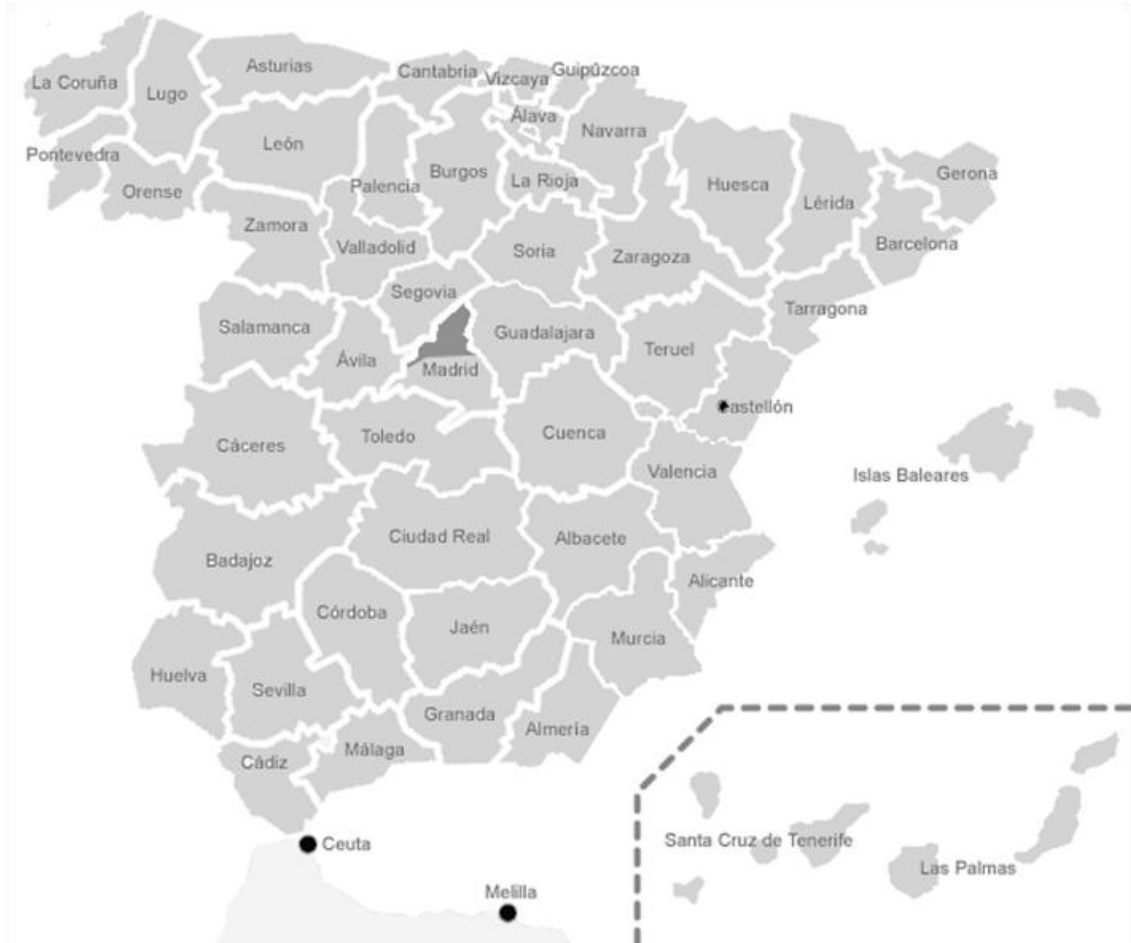 Asturias
Cantabria
Vizcaya
Guipúzcoa
La Coruña
Lugo
Álava
Navarra
León
Pontevedra
Orense
Palencia
Burgos
La Rioja
Huesca
Lérida
Gerona
Zamora
Valladolid
Soria
Zaragoza
Barcelona
Segovia
Tarragona
Salamanca
Guadalajara
Ávila
Madrid
Teruel
Castellón
Cáceres
Toledo
Cuenca
Valencia
Islas Baleares
Badajoz
Ciudad Real
Albacete
Alicante
Córdoba
Jaén
Murcia
Huelva
Sevilla
Granada
Almería
Cádiz
Málaga
Ceuta
Santa Cruz de Tenerife
Las Palmas
Melilla